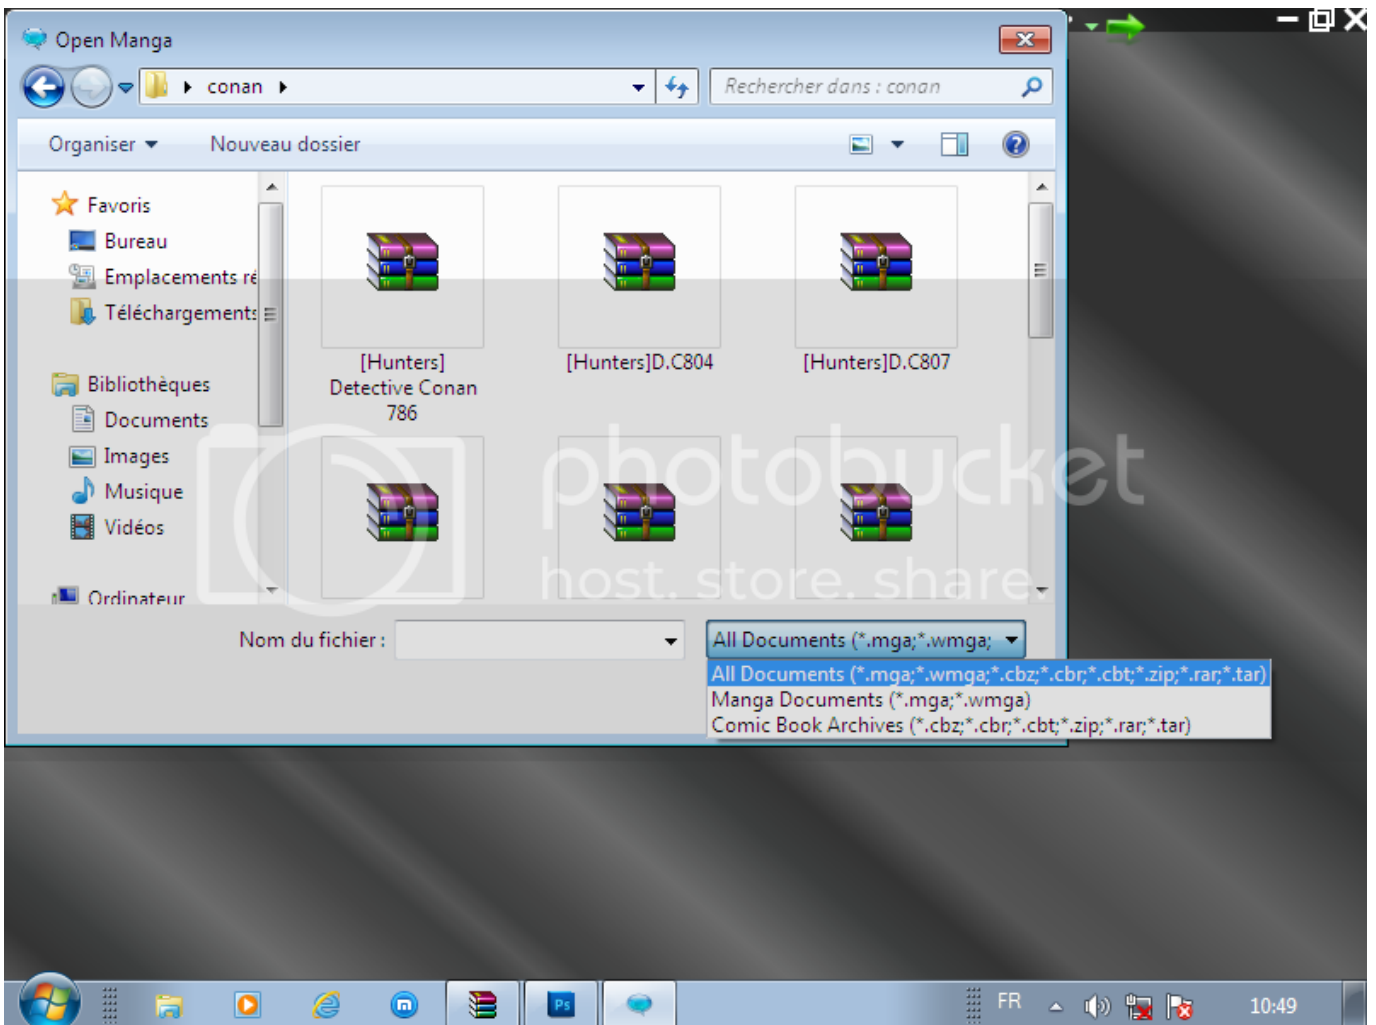 Open Manga
conan
Rechercher dans : conan
Organiser
Nouveau dossier
Favoris
Bureau
Emplacements ré
Téléchargements
Bibliothèques
Documents
Images
Musique
Vidéos
Ordinateur
[Hunters]
Detective Conan
786
[Hunters]D.C804
[Hunters]D.C807
photobucket
host. store. share.
Nom du fichier :
All Documents (*.mga;*.wmga;
All Documents (*.mga;*.wmga;*.cbz;*.cbr;*.cbt;*.zip;*.rar;*.tar)
Manga Documents (*.mga;*.wmga)
Comic Book Archives (*.cbz;*.cbr;*.cbt;*.zip;*.rar;*.tar)
Ps
FR
10:49